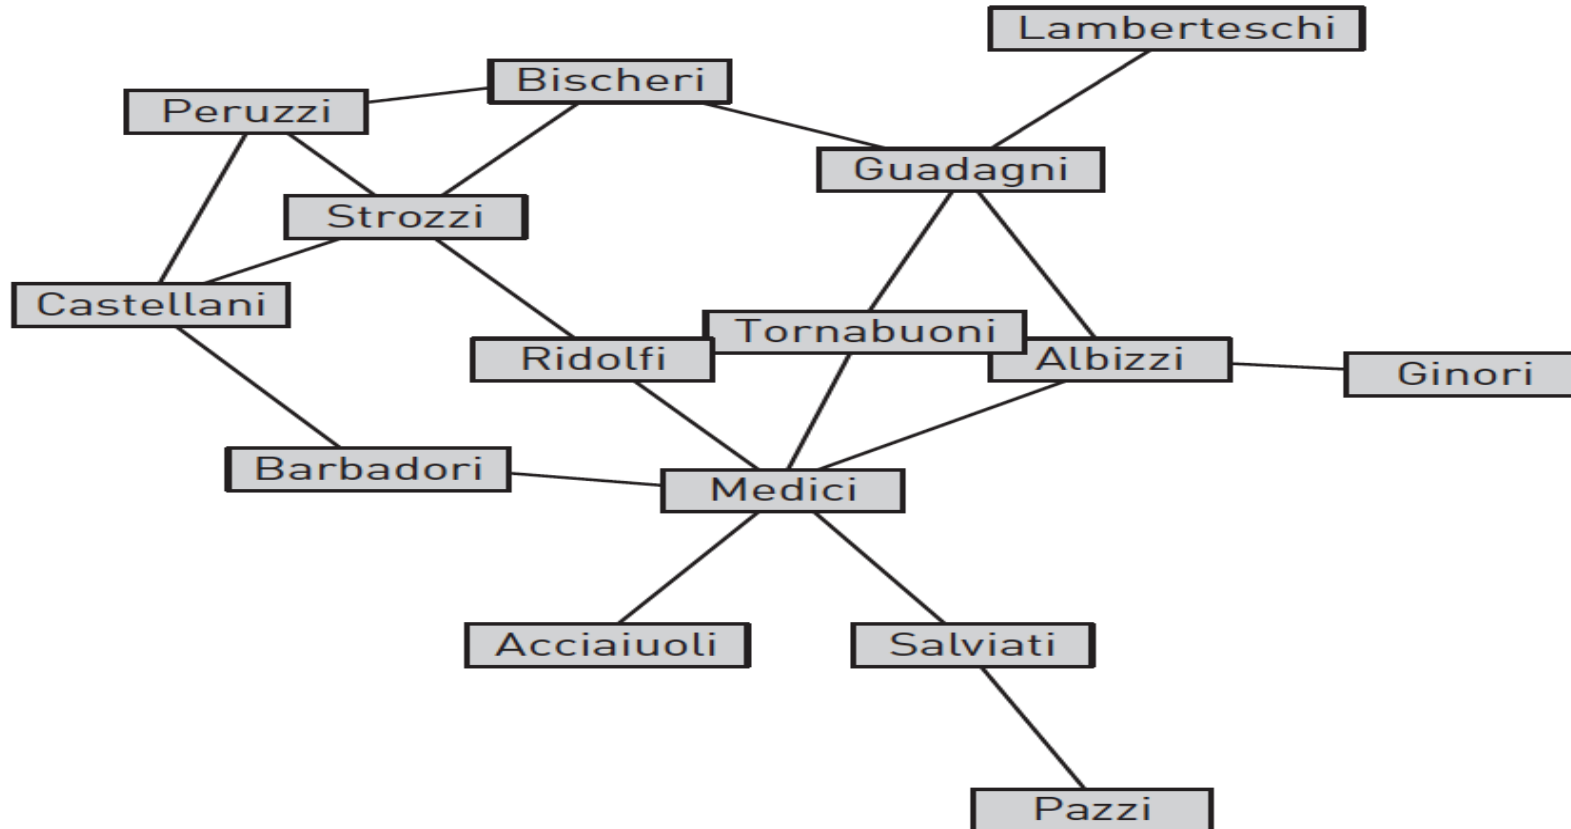 Lamberteschi
Bischeri
Peruzzi
Guadagni
Strozzi
Castellani
Tornabuoni
Ridolfi
Albizzi
Ginori
Barbadori
Medici
Acciaiuoli
Salviati
Pazzi